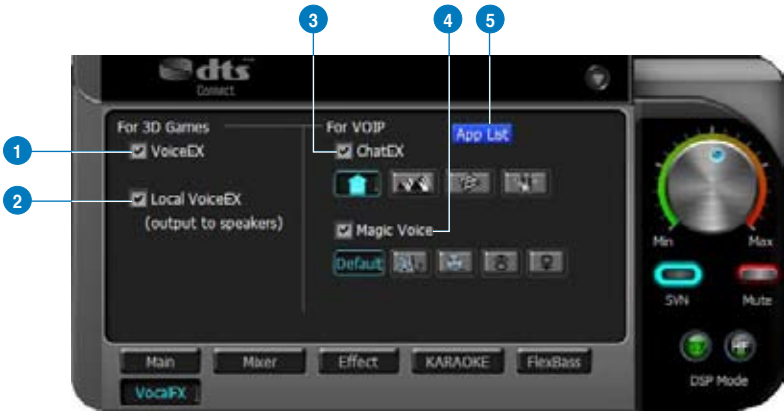 3 4 5
dts
Connect
For 3D Games For VOIP App List
1 VoiceEX ChatEX
2 Local VoiceEX
(output to speakers)
Magic Voice
Default
Min Max
SVN Mute
DSP Mode
Main Mixer Effect KARAOKE FlexBass
VocalFX